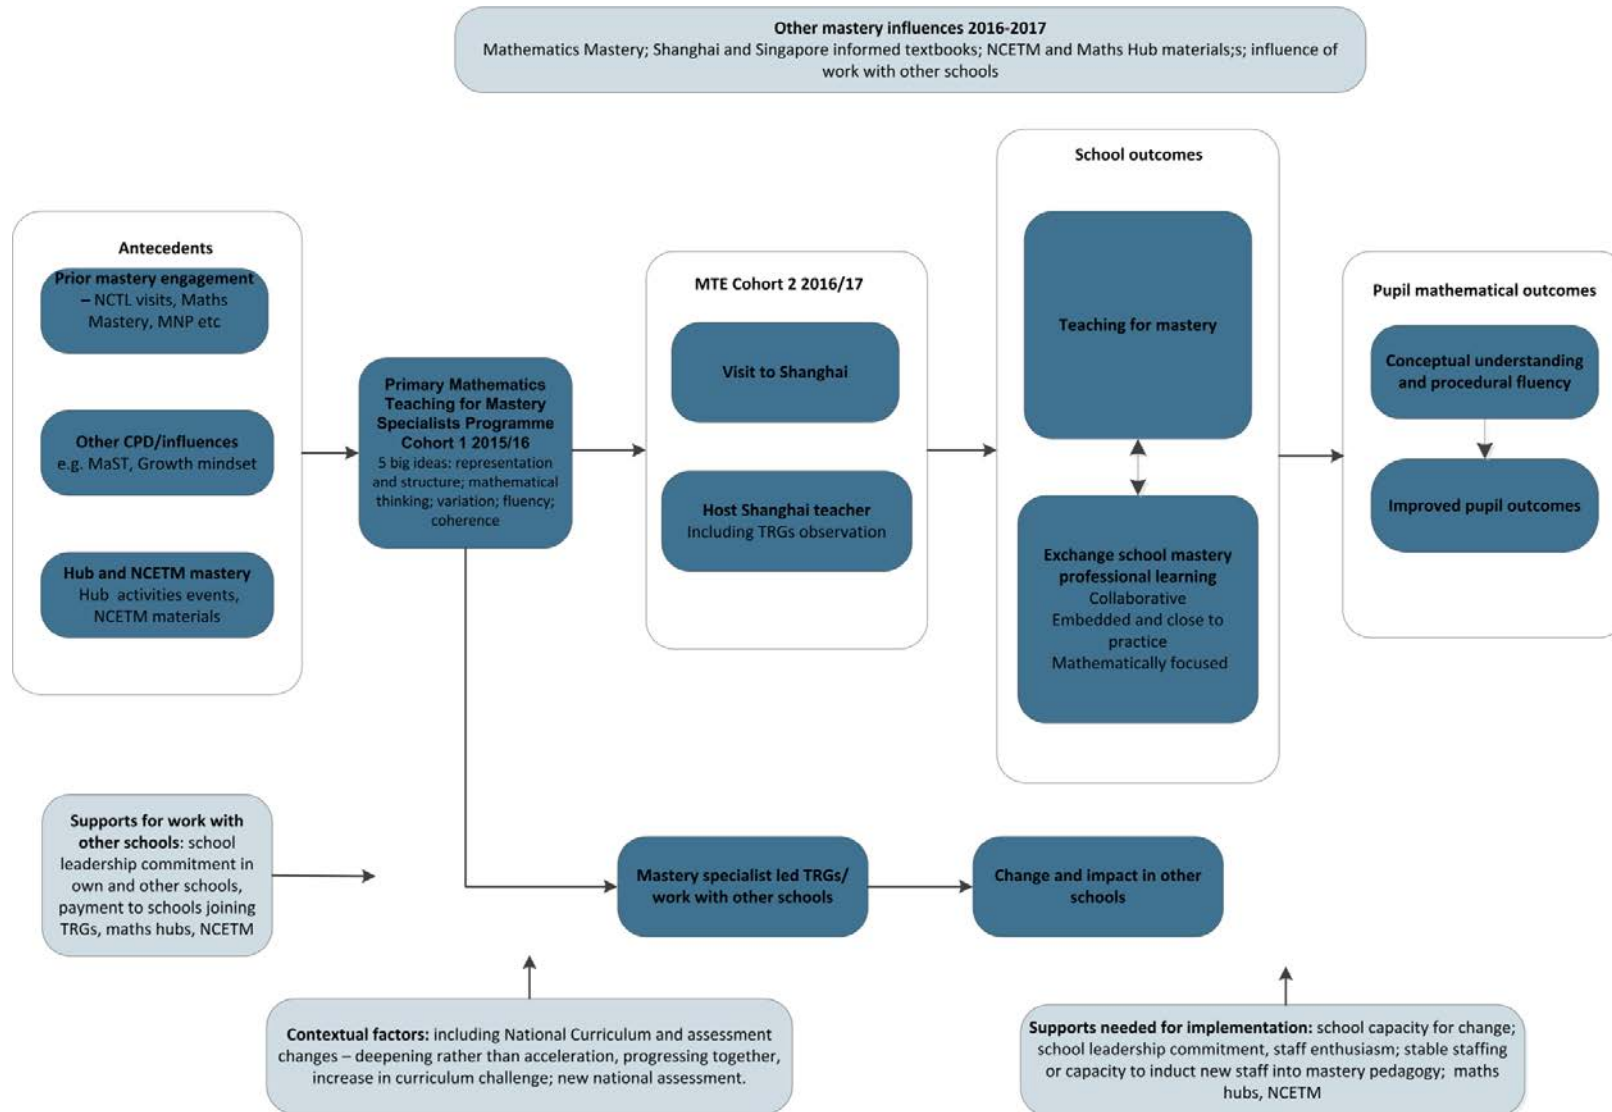 Other mastery influences 2016-2017
Mathematics Mastery; Shanghai and Singapore informed textbooks; NCETM and Maths Hub materials;s; influence of
work with other schools
Antecedents
Prior mastery engagement
– NCTL visits, Maths
Mastery, MNP etc
Other CPD/influences
e.g. MaST, Growth mindset
Hub and NCETM mastery
Hub activities events,
NCETM materials
Primary Mathematics
Teaching for Mastery
Specialists Programme
Cohort 1 2015/16
5 big ideas: representation
and structure; mathematical
thinking; variation; fluency;
coherence
MTE Cohort 2 2016/17
Visit to Shanghai
Host Shanghai teacher
Including TRGs observation
School outcomes
Teaching for mastery
Exchange school mastery
professional learning
Collaborative
Embedded and close to
practice
Mathematically focused
Pupil mathematical outcomes
Conceptual understanding
and procedural fluency
Improved pupil outcomes
Supports for work with
other schools: school
leadership commitment in
own and other schools,
payment to schools joining
TRGs, maths hubs, NCETM
Mastery specialist led TRGs/
work with other schools
Change and impact in other
schools
Contextual factors: including National Curriculum and assessment
changes – deepening rather than acceleration, progressing together,
increase in curriculum challenge; new national assessment.
Supports needed for implementation: school capacity for change;
school leadership commitment, staff enthusiasm; stable staffing
or capacity to induct new staff into mastery pedagogy; maths
hubs, NCETM